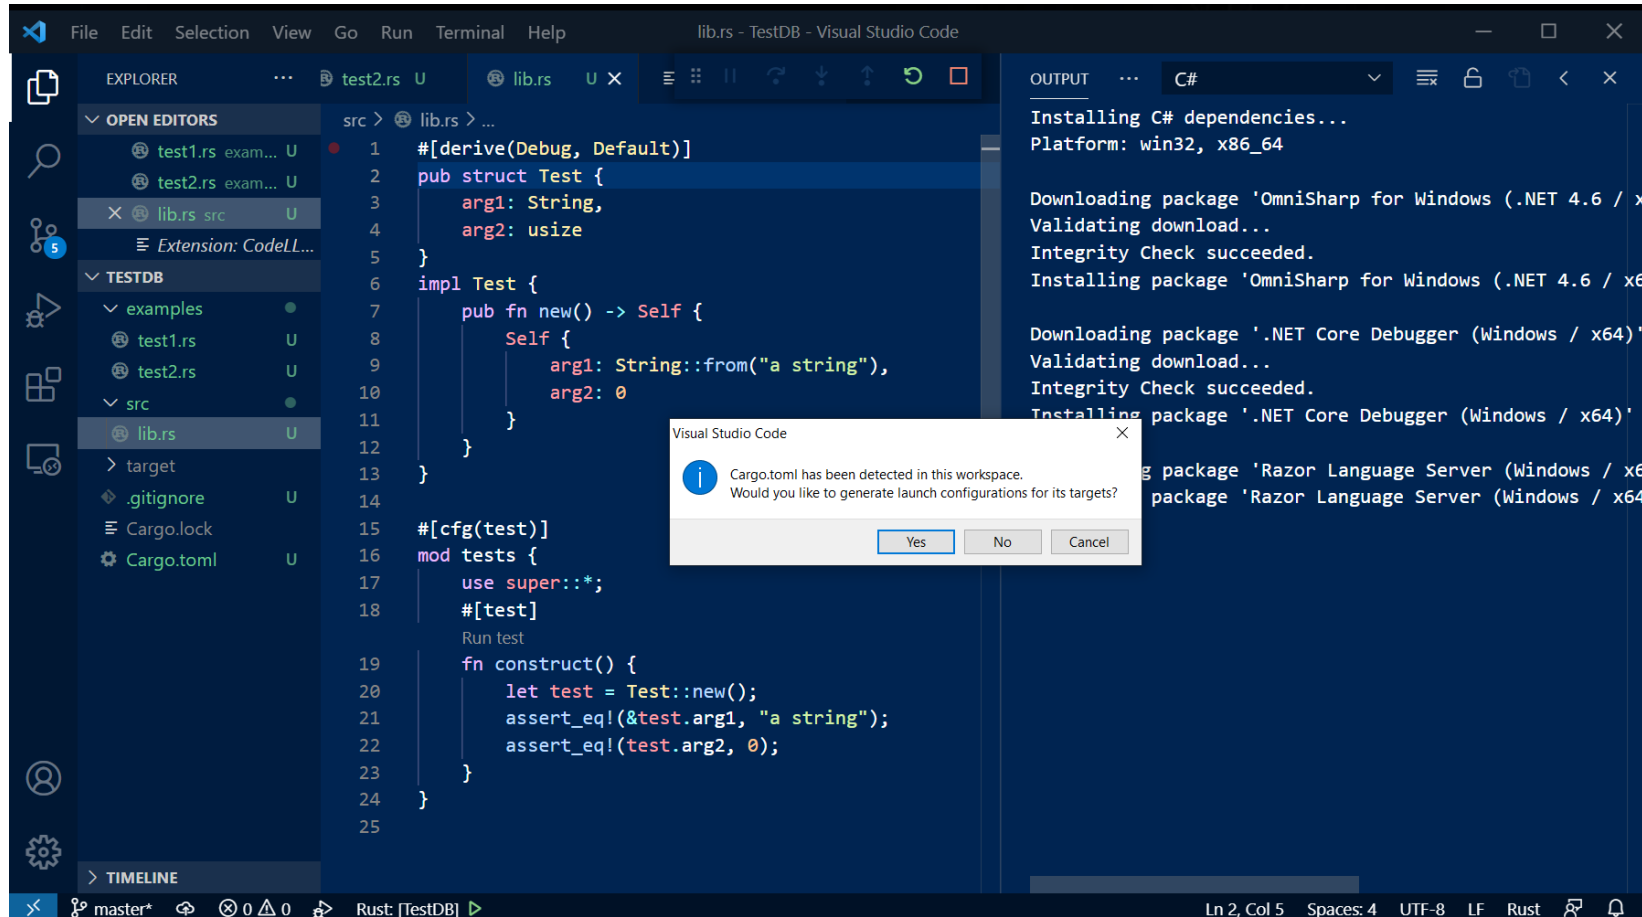 File Edit Selection View Go Run Terminal Help
lib.rs - TestDB - Visual Studio Code
EXPLORER
OPEN EDITORS
test1.rs exam... U
test2.rs exam... U
lib.rs src U
Extension: CodeLL...
TESTDB
examples
test1.rs U
test2.rs U
src
lib.rs U
target
.gitignore U
Cargo.lock
Cargo.toml U
TIMELINE
test2.rs U
lib.rs U
src > lib.rs > ...
1 #[derive(Debug, Default)]
2 pub struct Test {
3 arg1: String,
4 arg2: usize
5 }
6 impl Test {
7 pub fn new() -> Self {
8 Self {
9 arg1: String::from("a string"),
10 arg2: 0
11 }
12 }
13 }
14
15 #[cfg(test)]
16 mod tests {
17 use super::*;
18 #[test]
Run test
19 fn construct() {
20 let test = Test::new();
21 assert_eq!(&test.arg1, "a string");
22 assert_eq!(test.arg2, 0);
23 }
24 }
25
OUTPUT ··· C#
Installing C# dependencies...
Platform: win32, x86_64
Downloading package 'OmniSharp for Windows (.NET 4.6 / x
Validating download...
Integrity Check succeeded.
Installing package 'OmniSharp for Windows (.NET 4.6 / x6
Downloading package '.NET Core Debugger (Windows / x64)'
Validating download...
Integrity Check succeeded.
Installing package '.NET Core Debugger (Windows / x64)'
g package 'Razor Language Server (Windows / x6
package 'Razor Language Server (Windows / x64
Visual Studio Code
Cargo.toml has been detected in this workspace.
Would you like to generate launch configurations for its targets?
Yes No Cancel
5
master* 0 0 Rust: [TestDB]
Ln 2, Col 5 Spaces: 4 UTF-8 LF Rust